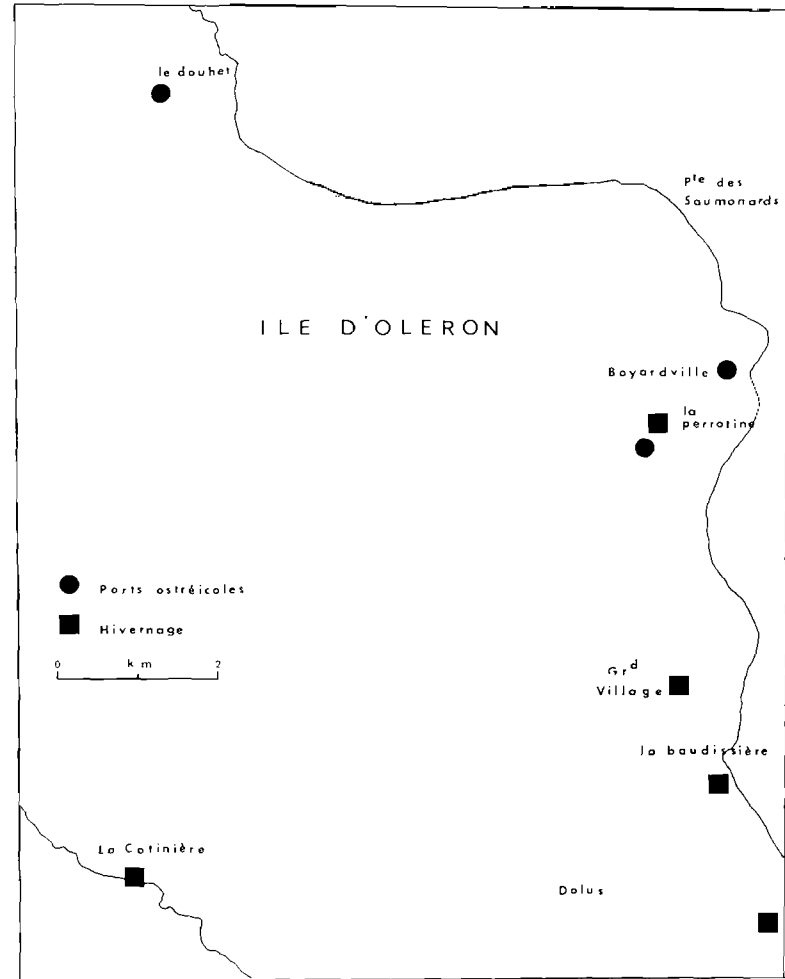 le douhet
Pte des
Saumonards
ILE D'OLERON
Boyardville
la
perrotine
Ports ostréicoles
Hivernage
0 km 2
Grd
Village
la baudissière
La Cotinière
Dolus